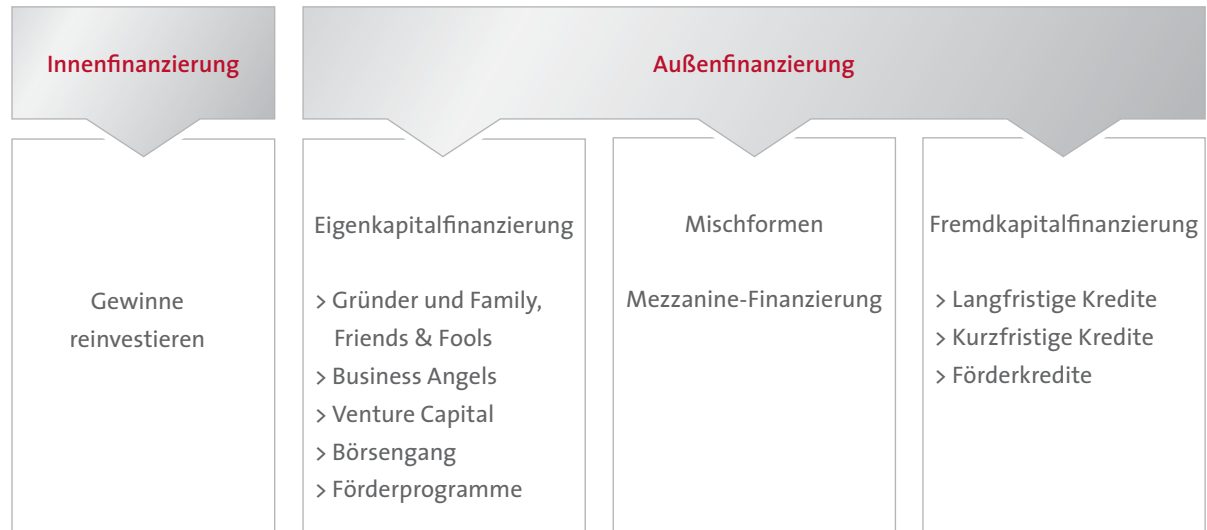 Innenfinanzierung
Außenfinanzierung
Gewinne
reinvestieren
Eigenkapitalfinanzierung
> Gründer und Family,
Friends & Fools
> Business Angels
> Venture Capital
> Börsengang
> Förderprogramme
Mischformen
Mezzanine-Finanzierung
Fremdkapitalfinanzierung
> Langfristige Kredite
> Kurzfristige Kredite
> Förderkredite